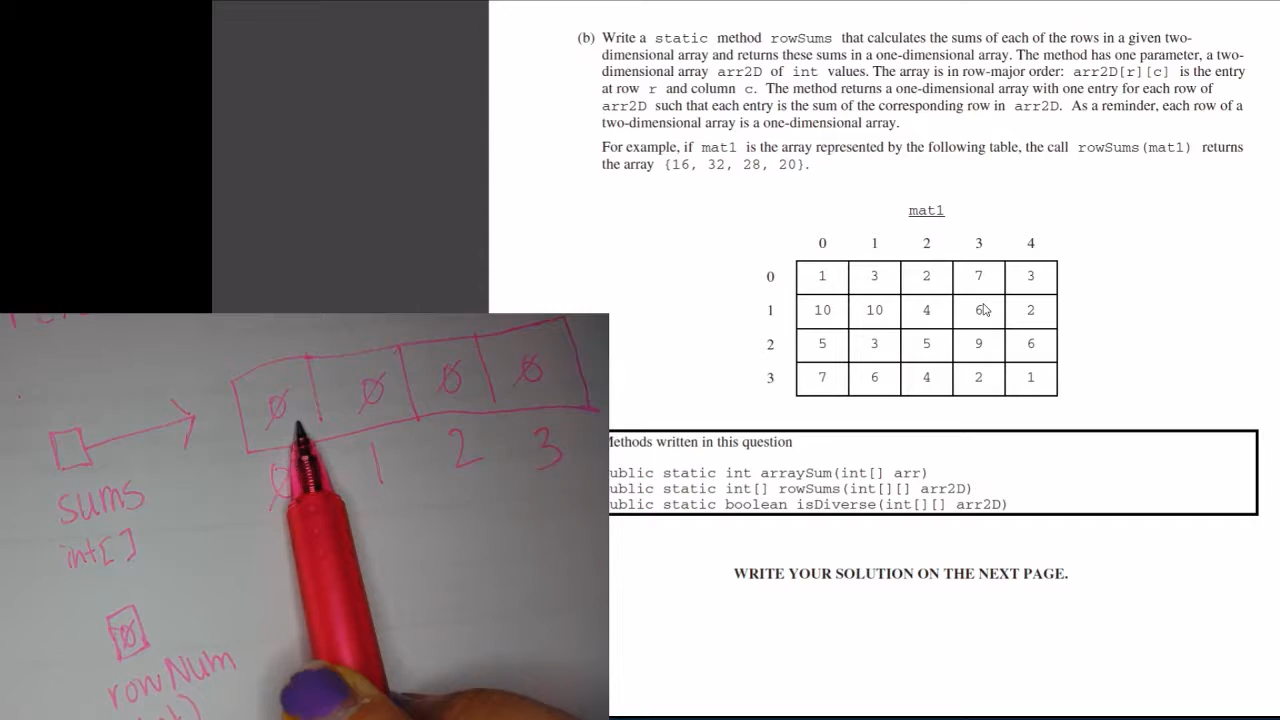 (b) Write a static method rowSums that calculates the sums of each of the rows in a given two-
dimensional array and returns these sums in a one-dimensional array. The method has one parameter, a two-
dimensional array arr2D of int values. The array is in row-major order: arr2D[r][c] is the entry
at row r and column c. The method returns a one-dimensional array with one entry for each row of
arr2D such that each entry is the sum of the corresponding row in arr2D. As a reminder, each row of a
two-dimensional array is a one-dimensional array.
For example, if mat1 is the array represented by the following table, the call rowSums(mat1) returns
the array {16, 32, 28, 20}.
mat1
0 1 2 3 4
0 1 3 2 7 3
1 10 10 4 6 2
2 5 3 5 9 6
3 7 6 4 2 1
ethods written in this question
ublic static int arraySum(int[] arr)
ublic static int[] rowSums(int[][] arr2D)
ublic static boolean isDiverse(int[][] arr2D)
WRITE YOUR SOLUTION ON THE NEXT PAGE.
0 0 0 0
0 1 2 3
sums
int[]
0
rowNum